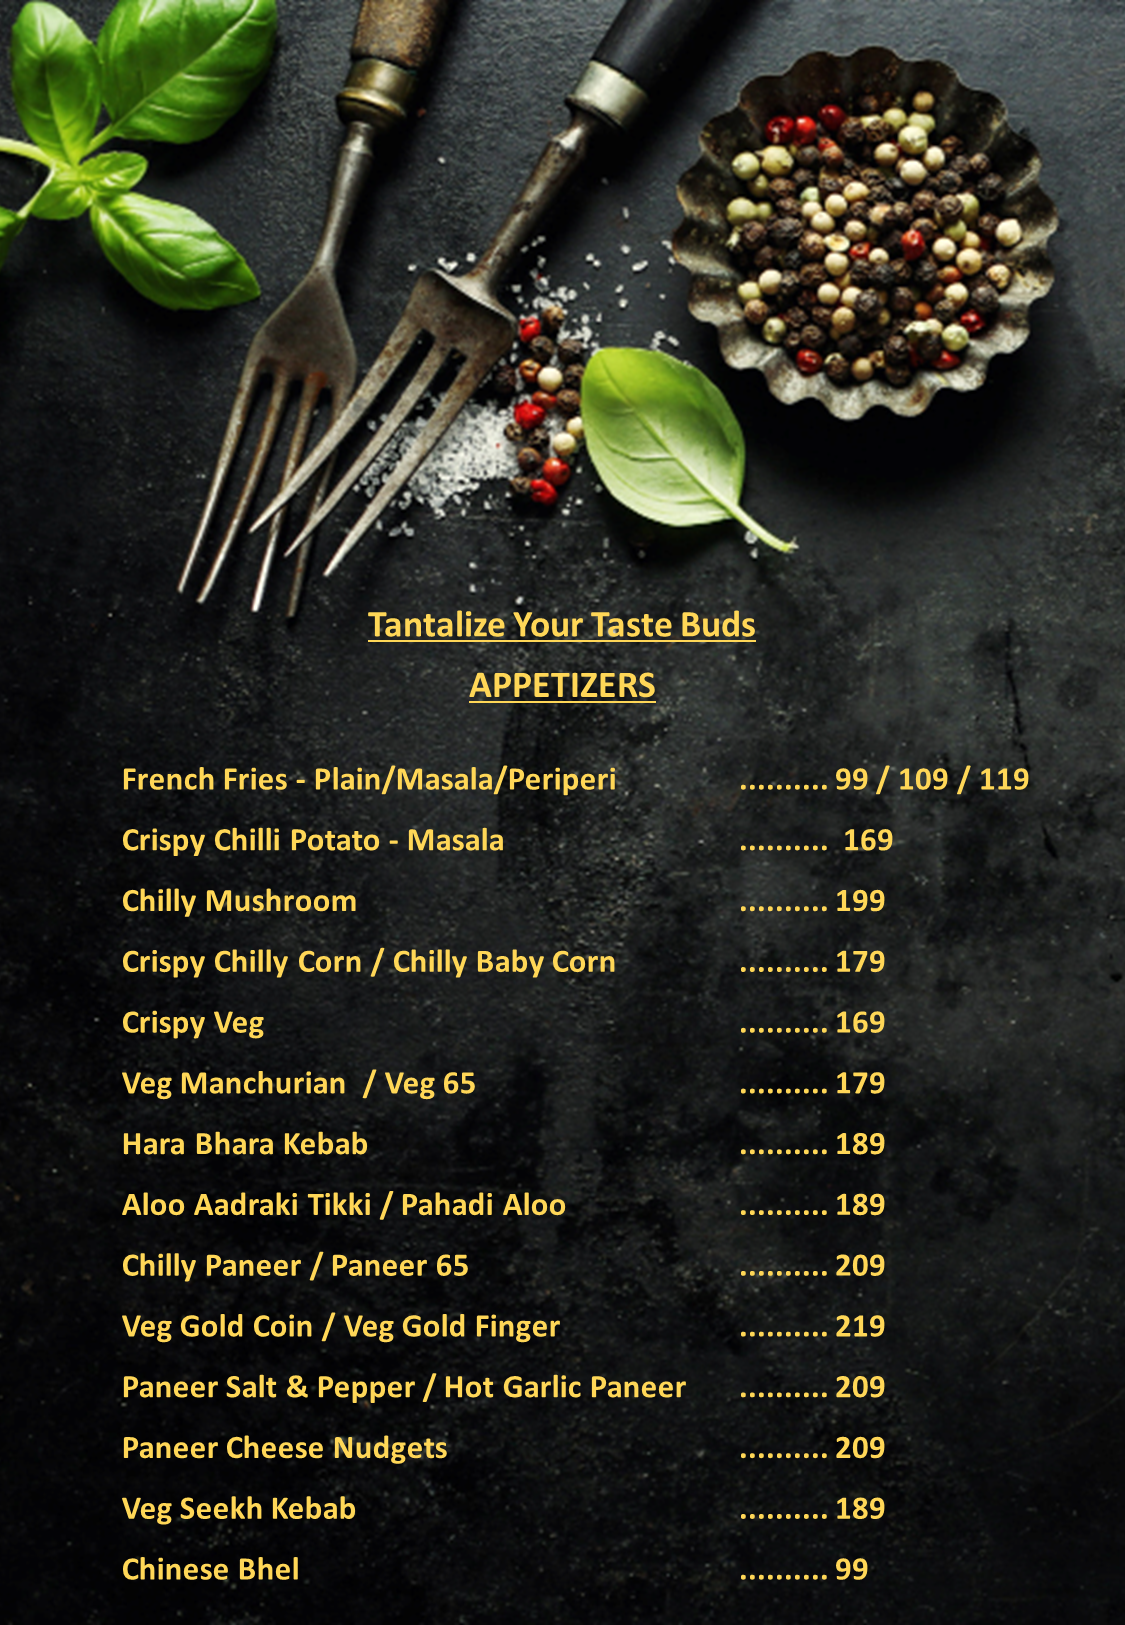 Tantalize Your Taste Buds
APPETIZERS
French Fries - Plain/Masala/Periperi .......... 99 / 109 / 119
Crispy Chilli Potato - Masala .......... 169
Chilly Mushroom .......... 199
Crispy Chilly Corn / Chilly Baby Corn .......... 179
Crispy Veg .......... 169
Veg Manchurian / Veg 65 .......... 179
Hara Bhara Kebab .......... 189
Aloo Aadraki Tikki / Pahadi Aloo .......... 189
Chilly Paneer / Paneer 65 .......... 209
Veg Gold Coin / Veg Gold Finger .......... 219
Paneer Salt & Pepper / Hot Garlic Paneer .......... 209
Paneer Cheese Nudgets .......... 209
Veg Seekh Kebab .......... 189
Chinese Bhel .......... 99